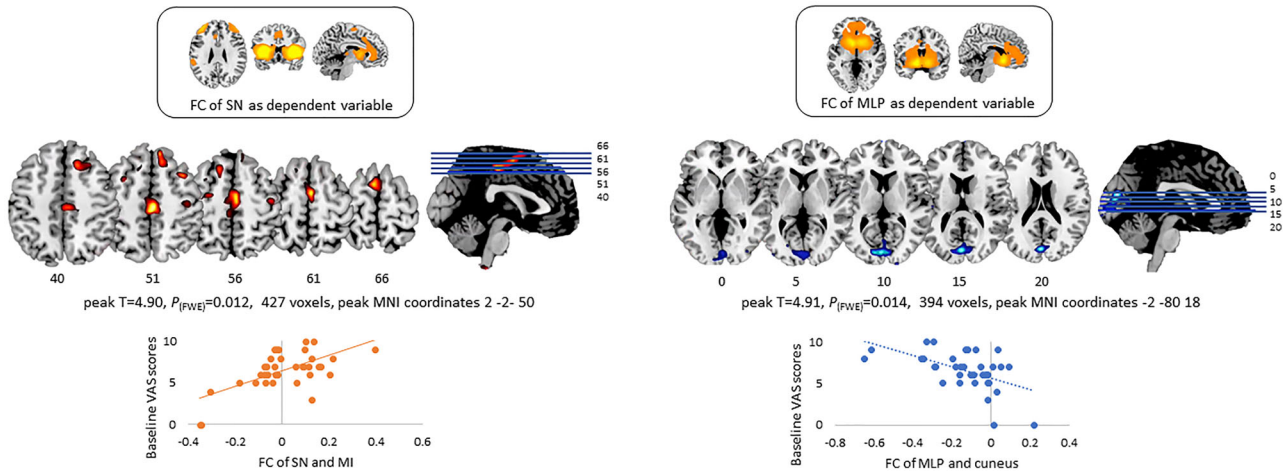 FC of SN as dependent variable
66
61
56
51
40
40 51 56 61 66
peak T=4.90, P(FWE)=0.012, 427 voxels, peak MNI coordinates 2 -2- 50
Baseline VAS scores
10
5
0
-0.4 -0.2 0 0.2 0.4 0.6
FC of SN and MI
FC of MLP as dependent variable
0
5
10
15
20
0 5 10 15 20
peak T=4.91, P(FWE)=0.014, 394 voxels, peak MNI coordinates -2 -80 18
Baseline VAS scores
10
5
0
-0.8 -0.6 -0.4 -0.2 0 0.2 0.4
FC of MLP and cuneus